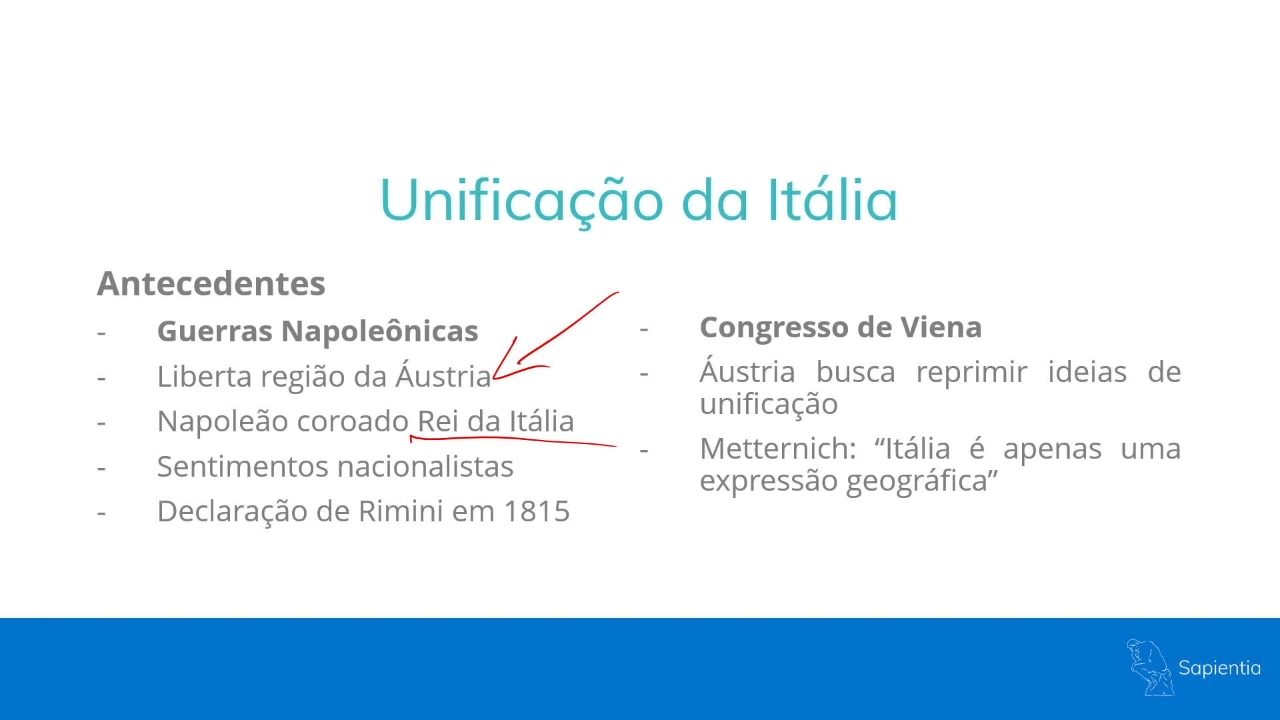 Unificação da Itália
Antecedentes
- Guerras Napoleônicas
- Liberta região da Áustria
- Napoleão coroado Rei da Itália
- Sentimentos nacionalistas
- Declaração de Rimini em 1815
- Congresso de Viena
- Áustria busca reprimir ideias de
unificação
- Metternich: “Itália é apenas uma
expressão geográfica”
Sapientia